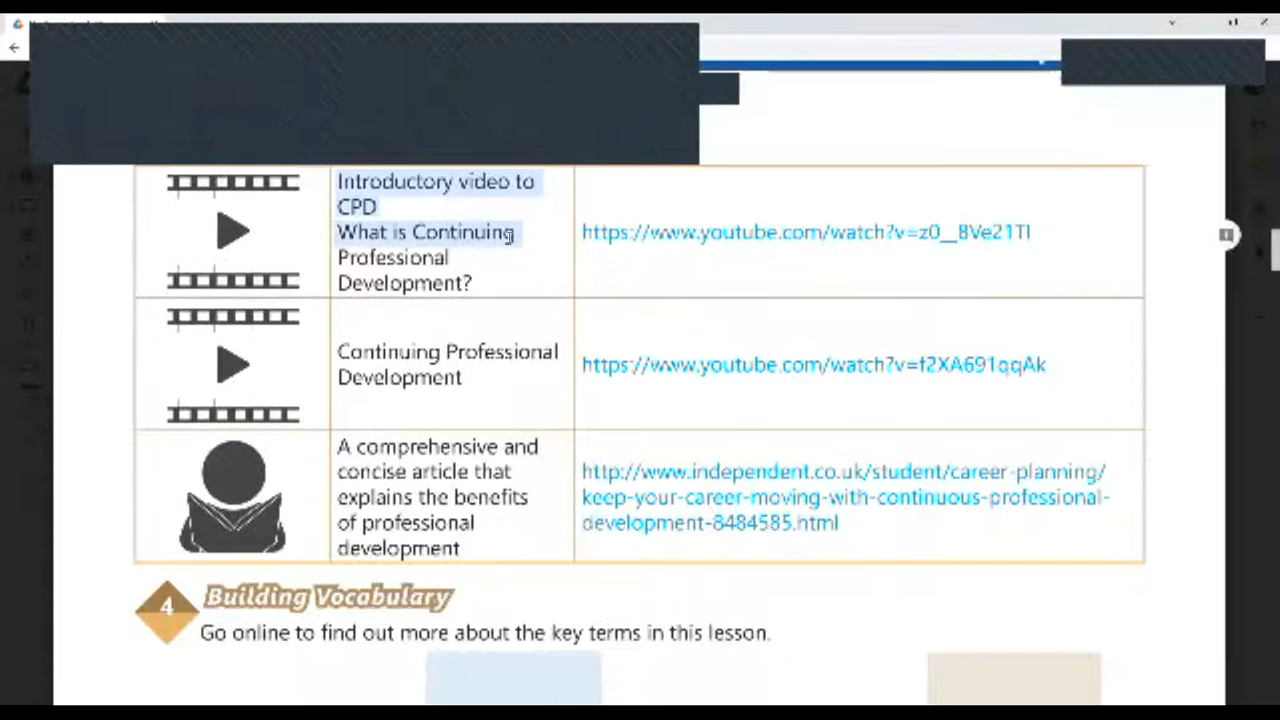 Introductory video to
CPD
What is Continuing
Professional
Development?
https://www.youtube.com/watch?v=z0__8Ve21TI
Continuing Professional
Development
https://www.youtube.com/watch?v=f2XA691qqAk
A comprehensive and
concise article that
explains the benefits
of professional
development
http://www.independent.co.uk/student/career-planning/
keep-your-career-moving-with-continuous-professional-
development-8484585.html
4 Building Vocabulary
Go online to find out more about the key terms in this lesson.